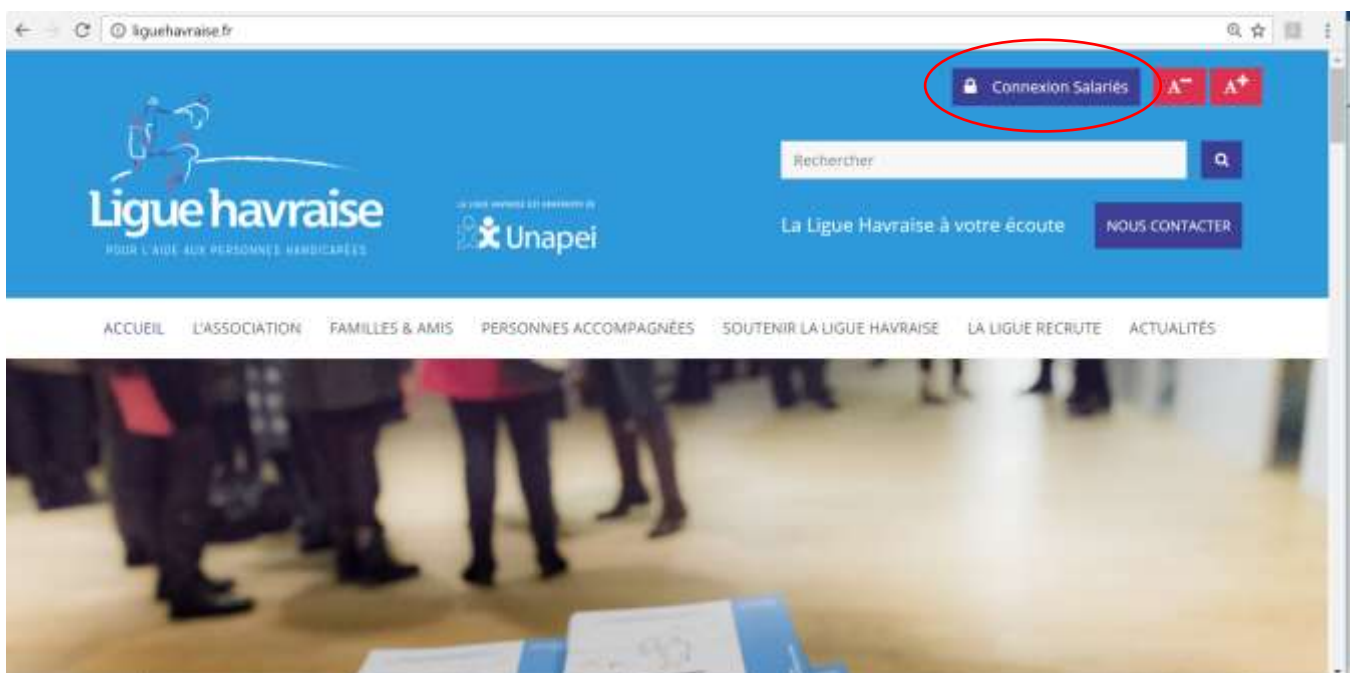 liguehavraise.fr
Connexion Salariés
A-
A+
Rechercher
Ligue havraise
POUR L'AIDE AUX PERSONNES HANDICAPÉES
Unapei
La Ligue Havraise à votre écoute
NOUS CONTACTER
ACCUEIL L'ASSOCIATION FAMILLES & AMIS PERSONNES ACCOMPAGNÉES SOUTENIR LA LIGUE HAVRAISE LA LIGUE RECRUTE ACTUALITÉS